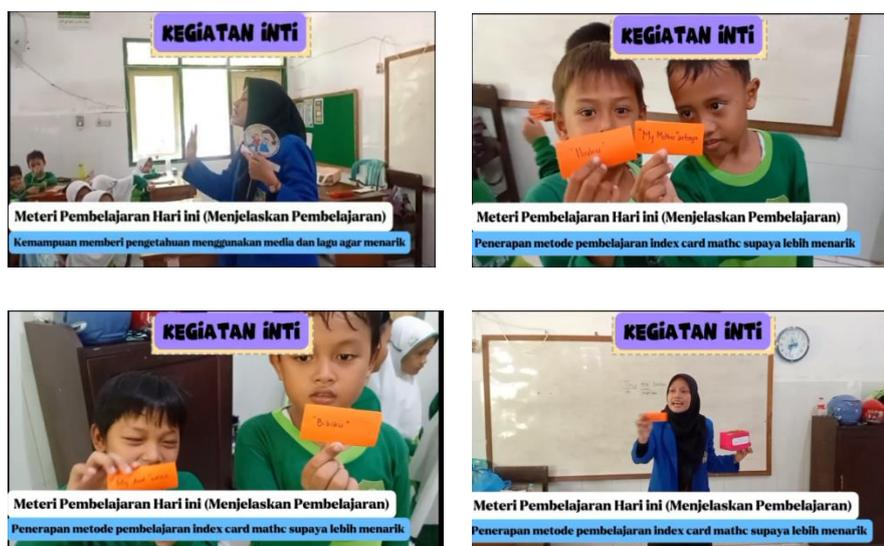 KEGIATAN INTI
Meteri Pembelajaran Hari ini (Menjelaskan Pembelajaran)
Kemampuan memberi pengetahuan menggunakan media dan lagu agar menarik
KEGIATAN INTI
"Ibuku"
"My Mother"
Meteri Pembelajaran Hari ini (Menjelaskan Pembelajaran)
Penerapan metode pembelajaran index card mathc supaya lebih menarik
KEGIATAN INTI
"Bibiku"
Meteri Pembelajaran Hari ini (Menjelaskan Pembelajaran)
Penerapan metode pembelajaran index card mathc supaya lebih menarik
KEGIATAN INTI
Meteri Pembelajaran Hari ini (Menjelaskan Pembelajaran)
Penerapan metode pembelajaran index card mathc supaya lebih menarik